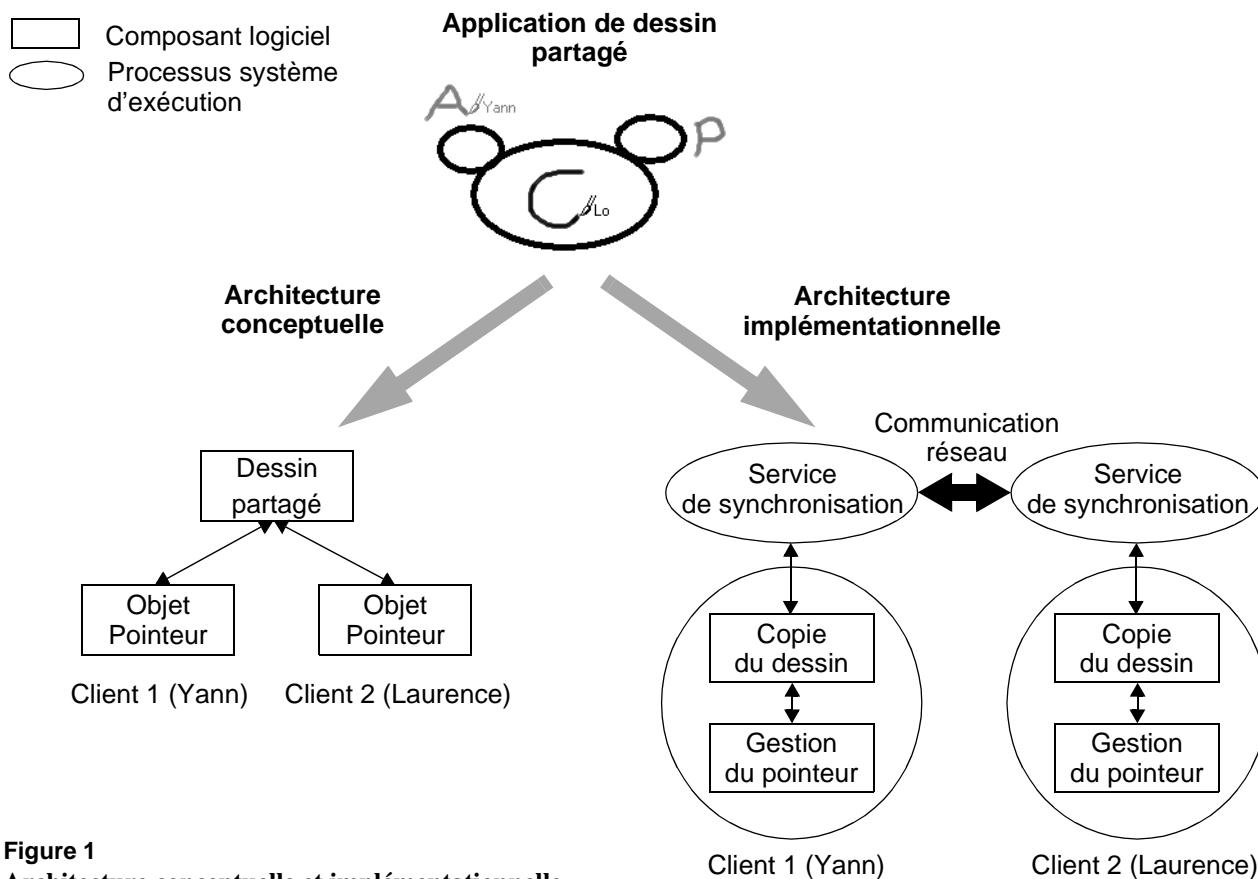 Composant logiciel
Processus système
d'exécution
Application de dessin
partagé
A
Yann
P
C
Lo
Architecture
conceptuelle
Architecture
implémentationnelle
Dessin
partagé
Objet
Pointeur
Objet
Pointeur
Client 1 (Yann)
Client 2 (Laurence)
Communication
réseau
Service
de synchronisation
Service
de synchronisation
Copie
du dessin
Copie
du dessin
Gestion
du pointeur
Gestion
du pointeur
Client 1 (Yann)
Client 2 (Laurence)
Figure 1
Architecture conceptuelle et implémentationnelle